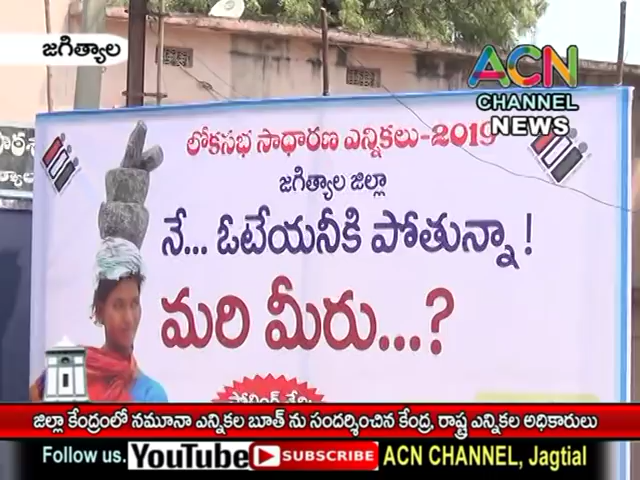 జగిత్యాల
ACN
CHANNEL
NEWS
లోకసభ సాధారణ ఎన్నికలు-2019
జగిత్యాల జిల్లా
నే... ఓటేయనీకి పోతున్నా !
మరి మీరు...?
జిల్లా కేంద్రంలో నమూనా ఎన్నికల బూత్ ను సందర్శించిన కేంద్ర, రాష్ట్ర ఎన్నికల అధికారులు
Follow us. YouTube SUBSCRIBE ACN CHANNEL, Jagtial